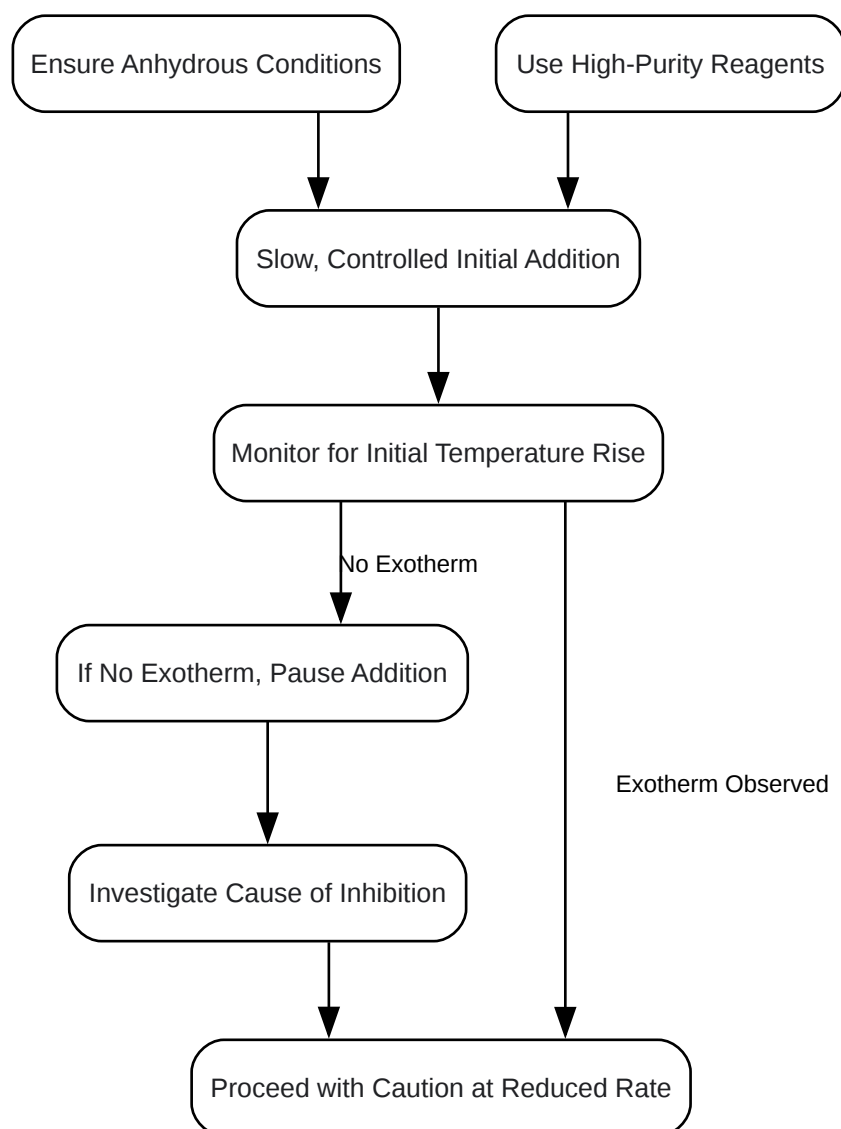 Ensure Anhydrous Conditions
Use High-Purity Reagents
Slow, Controlled Initial Addition
Monitor for Initial Temperature Rise
No Exotherm
If No Exotherm, Pause Addition
Exotherm Observed
Investigate Cause of Inhibition
Proceed with Caution at Reduced Rate